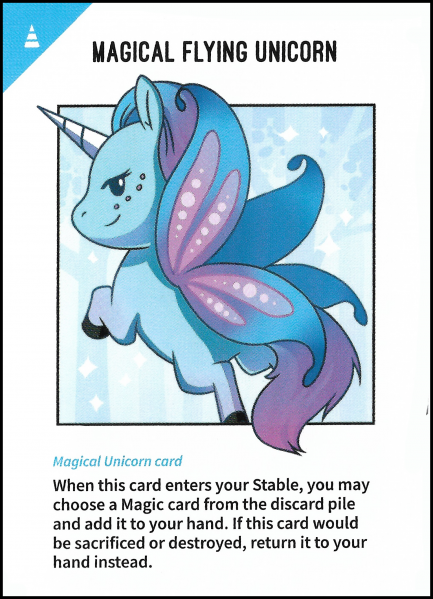 MAGICAL FLYING UNICORN
Magical Unicorn card
When this card enters your Stable, you may
choose a Magic card from the discard pile
and add it to your hand. If this card would
be sacrificed or destroyed, return it to your
hand instead.